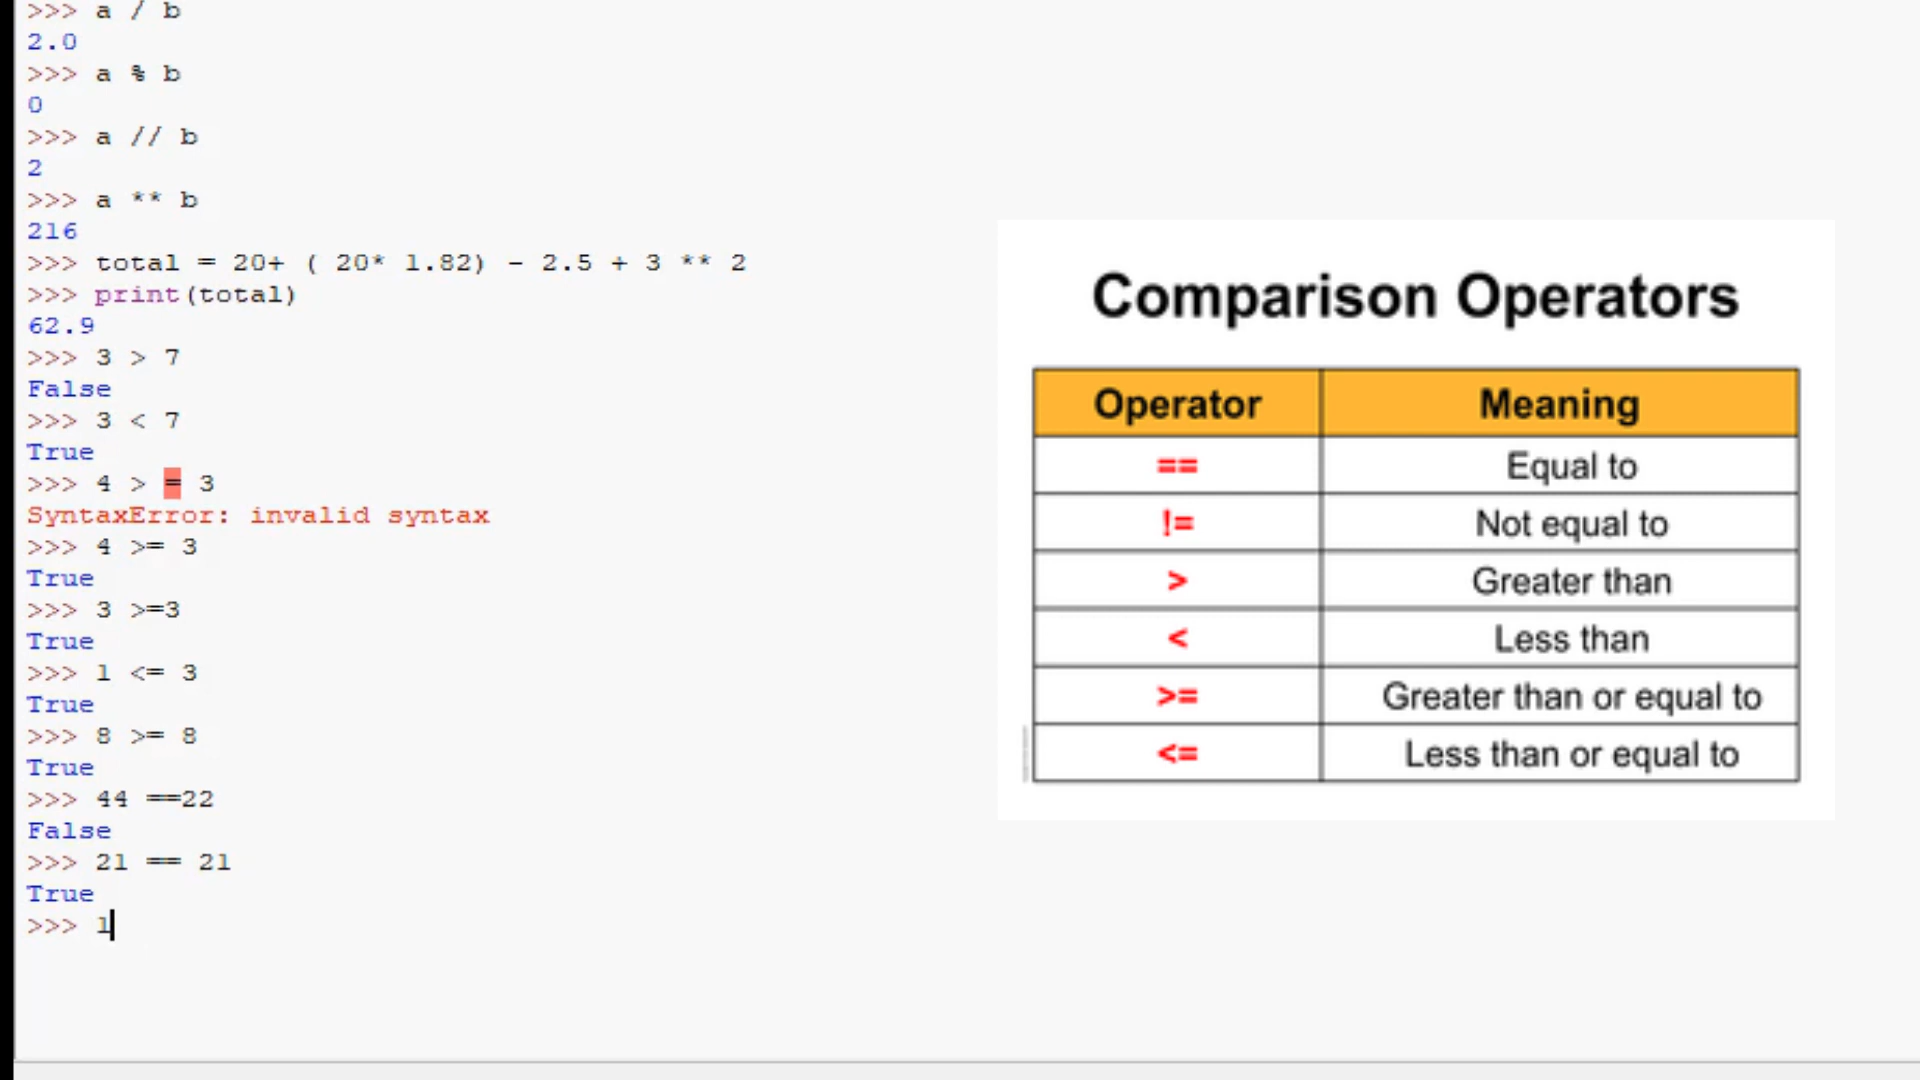 >>> a / b
2.0
>>> a % b
0
>>> a // b
2
>>> a ** b
216
>>> total = 20+ ( 20* 1.82) - 2.5 + 3 ** 2
>>> print(total)
62.9
>>> 3 > 7
False
>>> 3 < 7
True
>>> 4 > = 3
SyntaxError: invalid syntax
>>> 4 >= 3
True
>>> 3 >=3
True
>>> 1 <= 3
True
>>> 8 >= 8
True
>>> 44 ==22
False
>>> 21 == 21
True
>>> 1
Comparison Operators
Operator Meaning
== Equal to
!= Not equal to
> Greater than
< Less than
>= Greater than or equal to
<= Less than or equal to